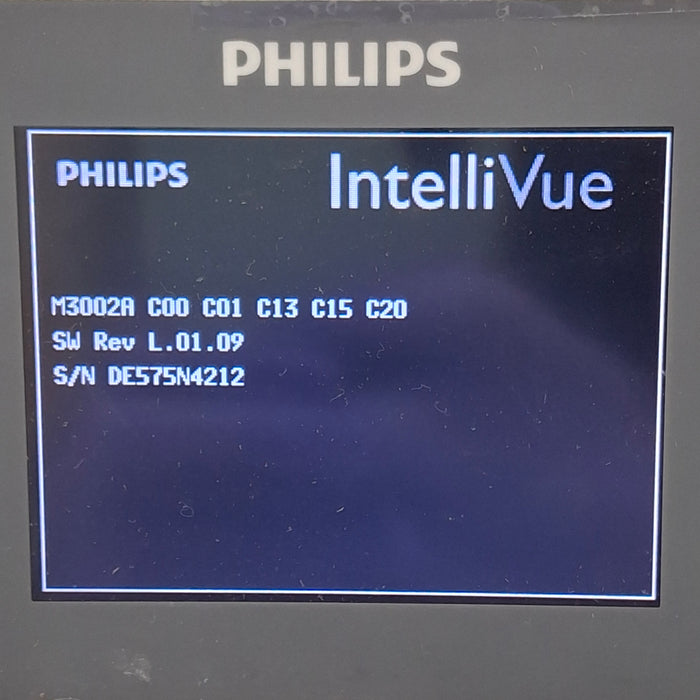 PHILIPS
PHILIPS IntelliVue
M3002A C00 C01 C13 C15 C20
SW Rev L.01.09
S/N DE575N4212